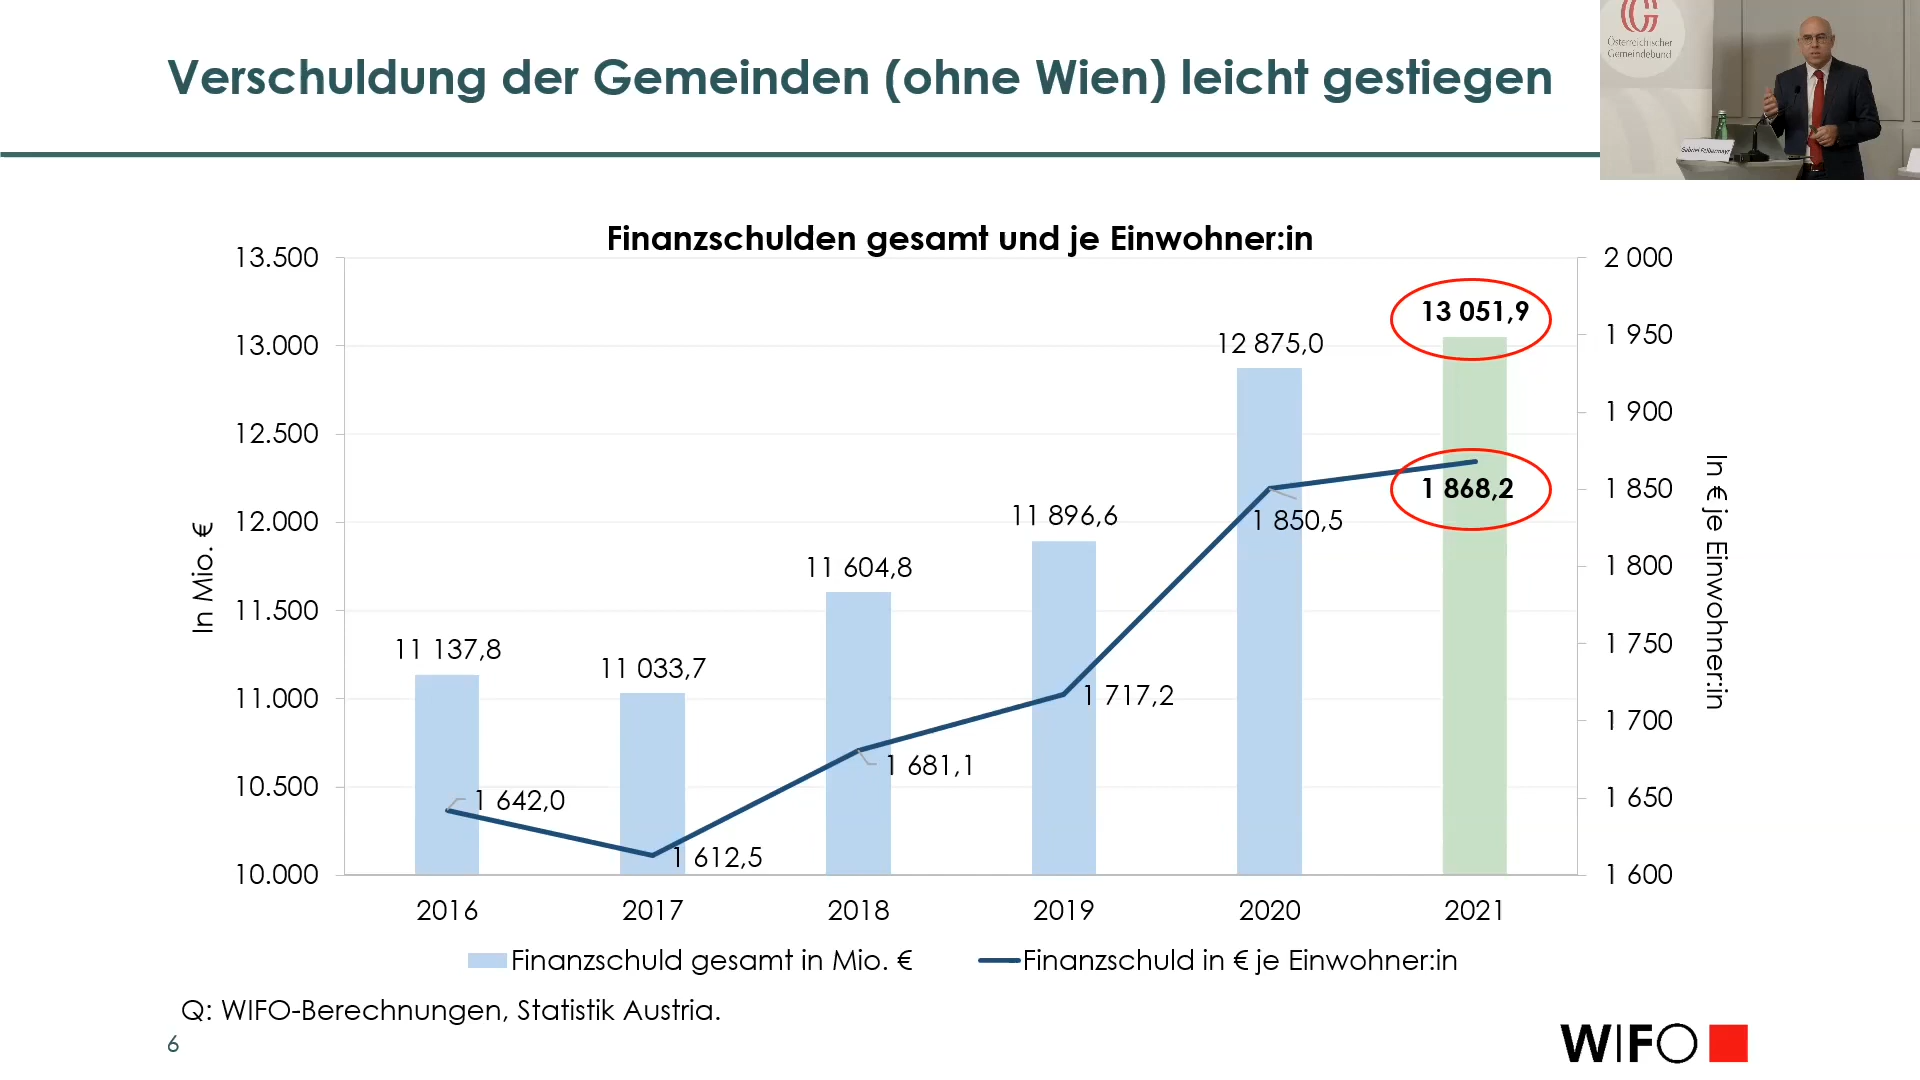 Verschuldung der Gemeinden (ohne Wien) leicht gestiegen
Österreichischer
Gemeindebund
Gabriel Felbermayr
Finanzschulden gesamt und je Einwohner:in
13.500
13.000
12.500
12.000
11.500
11.000
10.500
10.000
In Mio. €
2 000
1 950
1 900
1 850
1 800
1 750
1 700
1 650
1 600
In € je Einwohner:in
11 137,8
11 033,7
11 604,8
11 896,6
12 875,0
13 051,9
1 642,0
1 612,5
1 681,1
1 717,2
1 850,5
1 868,2
2016 2017 2018 2019 2020 2021
Finanzschuld gesamt in Mio. € Finanzschuld in € je Einwohner:in
Q: WIFO-Berechnungen, Statistik Austria.
6
WIFO